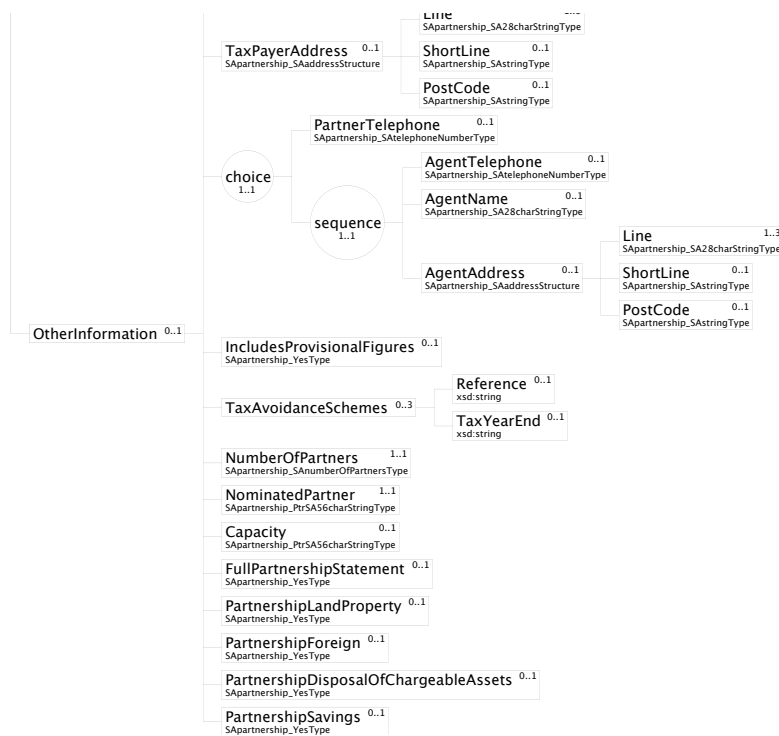 Line
SApartnership_SA28charStringType
TaxPayerAddress 0..1
SApartnership_SAaddressStructure
ShortLine 0..1
SApartnership_SAstringType
PostCode 0..1
SApartnership_SAstringType
PartnerTelephone 0..1
SApartnership_SAtelephoneNumberType
choice
1..1
AgentTelephone 0..1
SApartnership_SAtelephoneNumberType
AgentName 0..1
SApartnership_SA28charStringType
sequence
1..1
Line 1..3
SApartnership_SA28charStringType
AgentAddress 0..1
SApartnership_SAaddressStructure
ShortLine 0..1
SApartnership_SAstringType
PostCode 0..1
SApartnership_SAstringType
OtherInformation 0..1
IncludesProvisionalFigures 0..1
SApartnership_YesType
Reference 0..1
xsd:string
TaxAvoidanceSchemes 0..3
TaxYearEnd 0..1
xsd:string
NumberOfPartners 1..1
SApartnership_SAnumberOfPartnersType
NominatedPartner 1..1
SApartnership_PtrSA56charStringType
Capacity 0..1
SApartnership_PtrSA56charStringType
FullPartnershipStatement 0..1
SApartnership_YesType
PartnershipLandProperty 0..1
SApartnership_YesType
PartnershipForeign 0..1
SApartnership_YesType
PartnershipDisposalOfChargeableAssets 0..1
SApartnership_YesType
PartnershipSavings 0..1
SApartnership_YesType